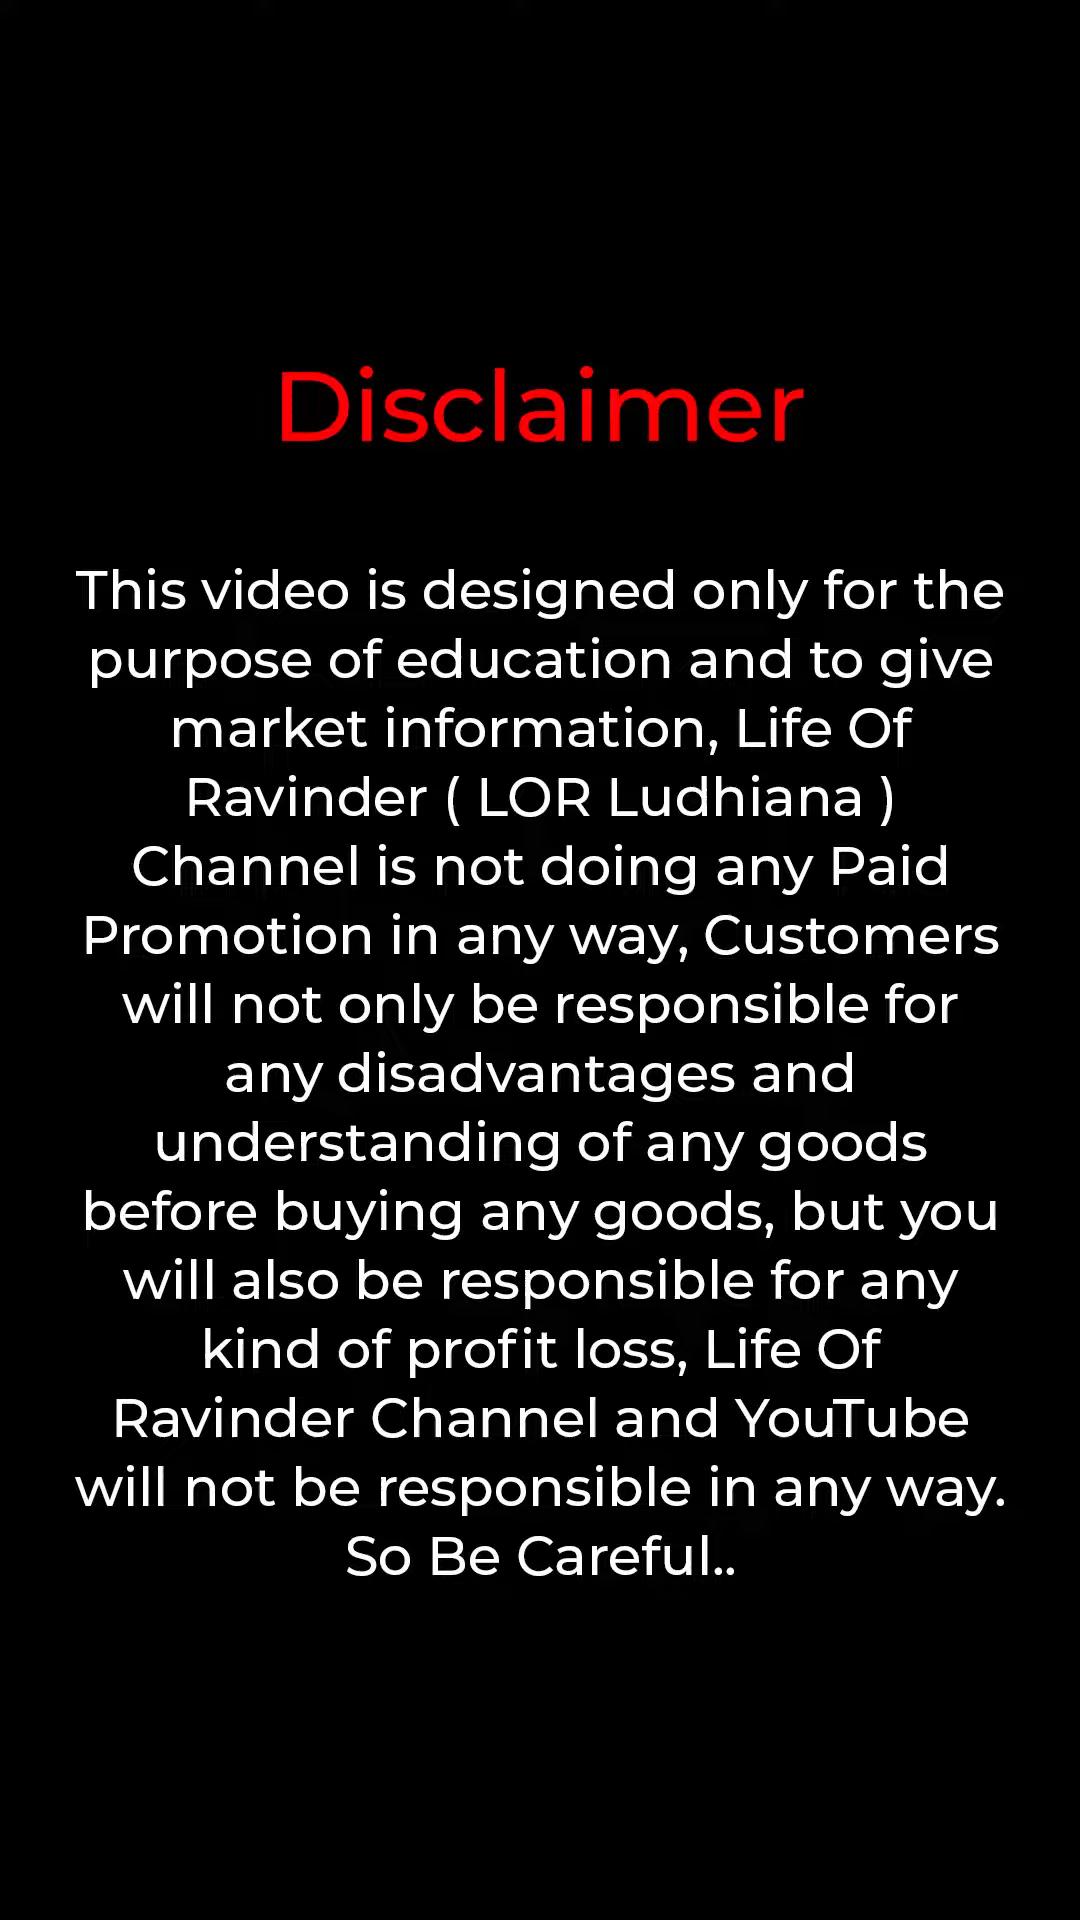 Disclaimer
This video is designed only for the
purpose of education and to give
market information, Life Of
Ravinder ( LOR Ludhiana )
Channel is not doing any Paid
Promotion in any way, Customers
will not only be responsible for
any disadvantages and
understanding of any goods
before buying any goods, but you
will also be responsible for any
kind of profit loss, Life Of
Ravinder Channel and YouTube
will not be responsible in any way.
So Be Careful..